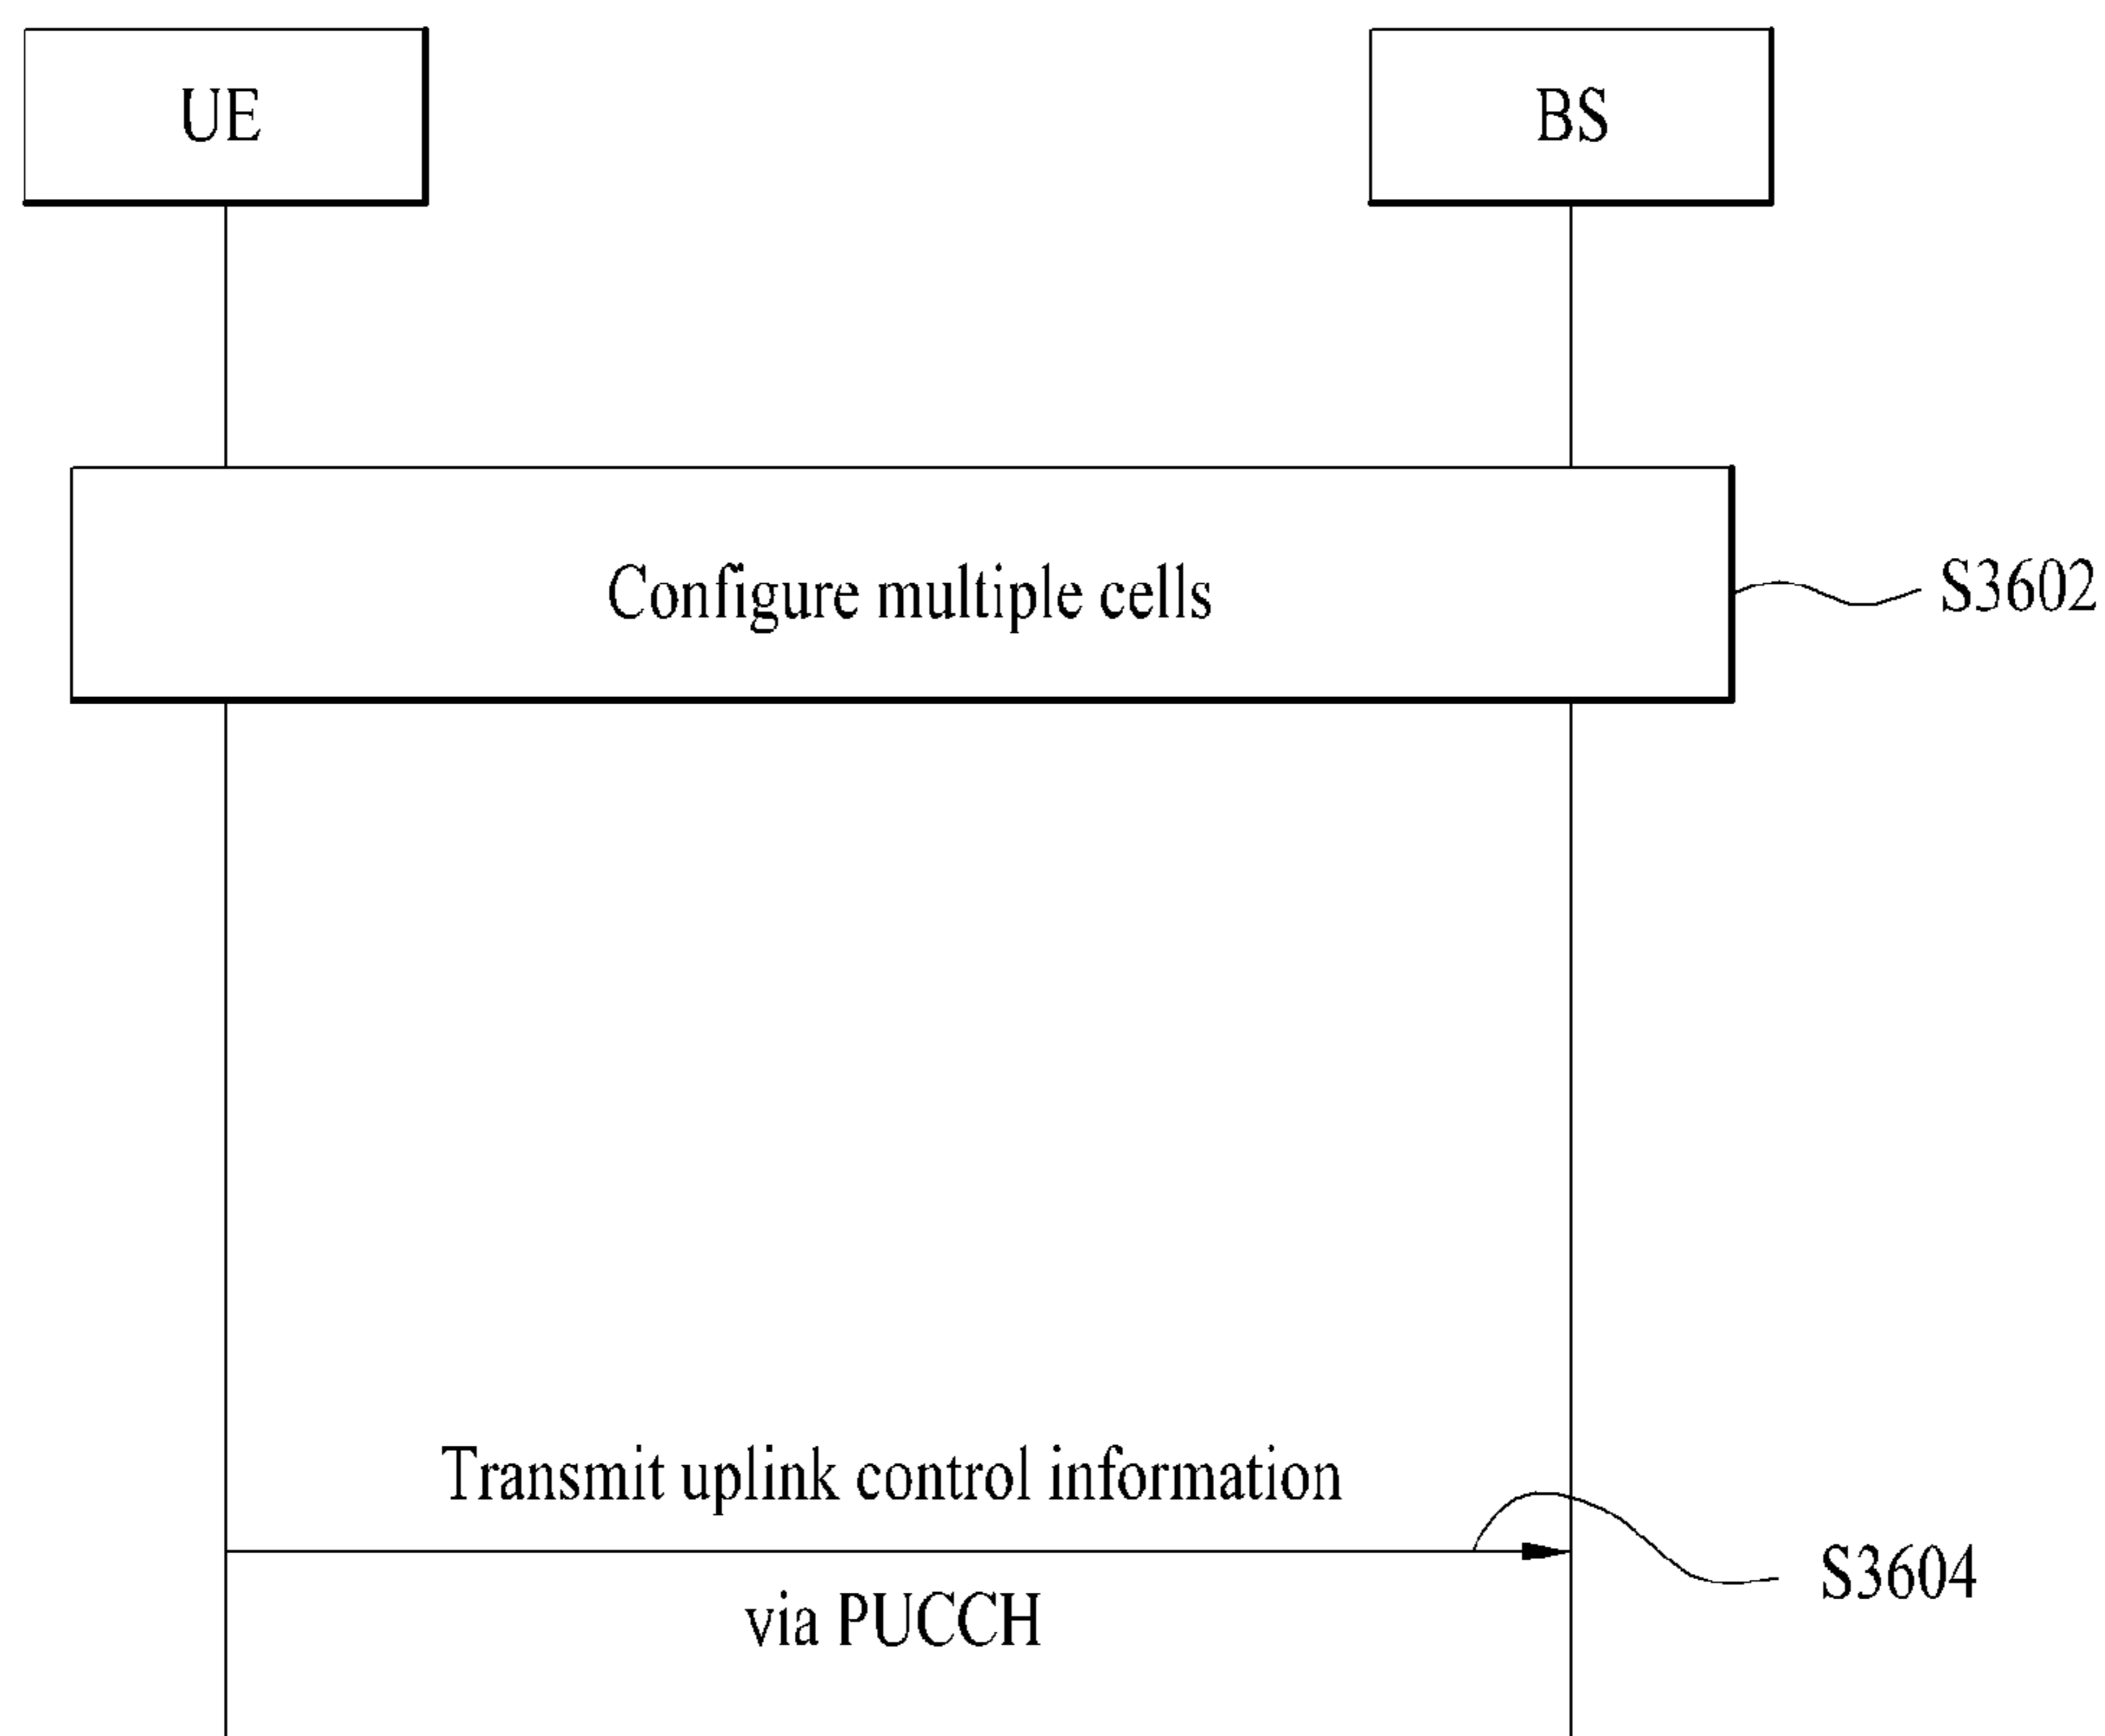 UE
BS
Configure multiple cells
S3602
Transmit uplink control information
S3604
via PUCCH